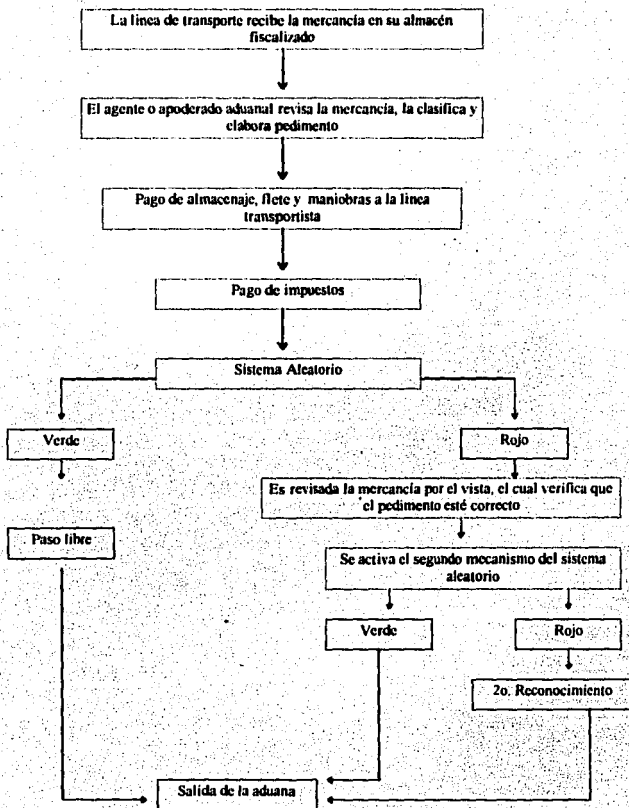 La linea de transporte recibe la mercancía en su almacén
fiscalizado
El agente o apoderado aduanal revisa la mercancía, la clasifica y
elabora pedimento
Pago de almacenaje, flete y maniobras a la linea
transportista
Pago de impuestos
Sistema Aleatorio
Verde
Rojo
Es revisada la mercancía por el vista, el cual verifica que
el pedimento esté correcto
Paso libre
Se activa el segundo mecanismo del sistema
aleatorio
Verde
Rojo
2o. Reconocimiento
Salida de la aduana